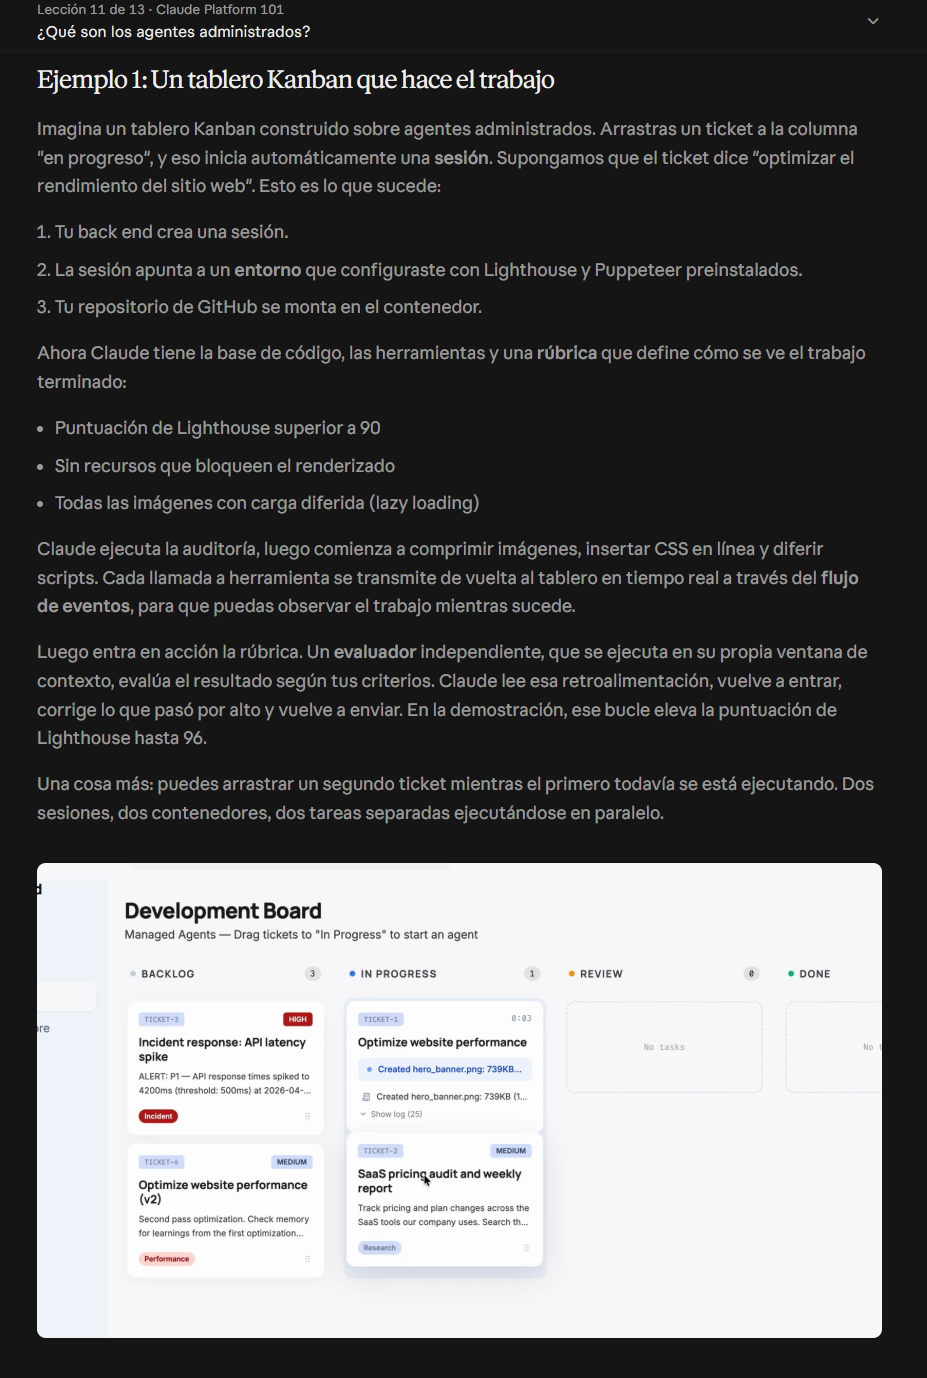 Lección 11 de 13 · Claude Platform 101
¿Qué son los agentes administrados?
Ejemplo 1: Un tablero Kanban que hace el trabajo
Imagina un tablero Kanban construido sobre agentes administrados. Arrastras un ticket a la columna
"en progreso", y eso inicia automáticamente una sesión. Supongamos que el ticket dice "optimizar el
rendimiento del sitio web". Esto es lo que sucede:
1. Tu back end crea una sesión.
2. La sesión apunta a un entorno que configuraste con Lighthouse y Puppeteer preinstalados.
3. Tu repositorio de GitHub se monta en el contenedor.
Ahora Claude tiene la base de código, las herramientas y una rúbrica que define cómo se ve el trabajo
terminado:
• Puntuación de Lighthouse superior a 90
• Sin recursos que bloqueen el renderizado
• Todas las imágenes con carga diferida (lazy loading)
Claude ejecuta la auditoría, luego comienza a comprimir imágenes, insertar CSS en línea y diferir
scripts. Cada llamada a herramienta se transmite de vuelta al tablero en tiempo real a través del flujo
de eventos, para que puedas observar el trabajo mientras sucede.
Luego entra en acción la rúbrica. Un evaluador independiente, que se ejecuta en su propia ventana de
contexto, evalúa el resultado según tus criterios. Claude lee esa retroalimentación, vuelve a entrar,
corrige lo que pasó por alto y vuelve a enviar. En la demostración, ese bucle eleva la puntuación de
Lighthouse hasta 96.
Una cosa más: puedes arrastrar un segundo ticket mientras el primero todavía se está ejecutando. Dos
sesiones, dos contenedores, dos tareas separadas ejecutándose en paralelo.
d
ore
Development Board
Managed Agents — Drag tickets to "In Progress" to start an agent
BACKLOG 3
TICKET-3 HIGH
Incident response: API latency
spike
ALERT: P1 — API response times spiked to
4200ms (threshold: 500ms) at 2026-04-...
Incident
TICKET-4 MEDIUM
Optimize website performance
(v2)
Second pass optimization. Check memory
for learnings from the first optimization...
Performance
IN PROGRESS 1
TICKET-1 0:03
Optimize website performance
Created hero_banner.png: 739KB...
Created hero_banner.png: 739KB (1...
Show log (25)
TICKET-2 MEDIUM
SaaS pricing audit and weekly
report
Track pricing and plan changes across the
SaaS tools our company uses. Search th...
Research
REVIEW 0
No tasks
DONE
No t